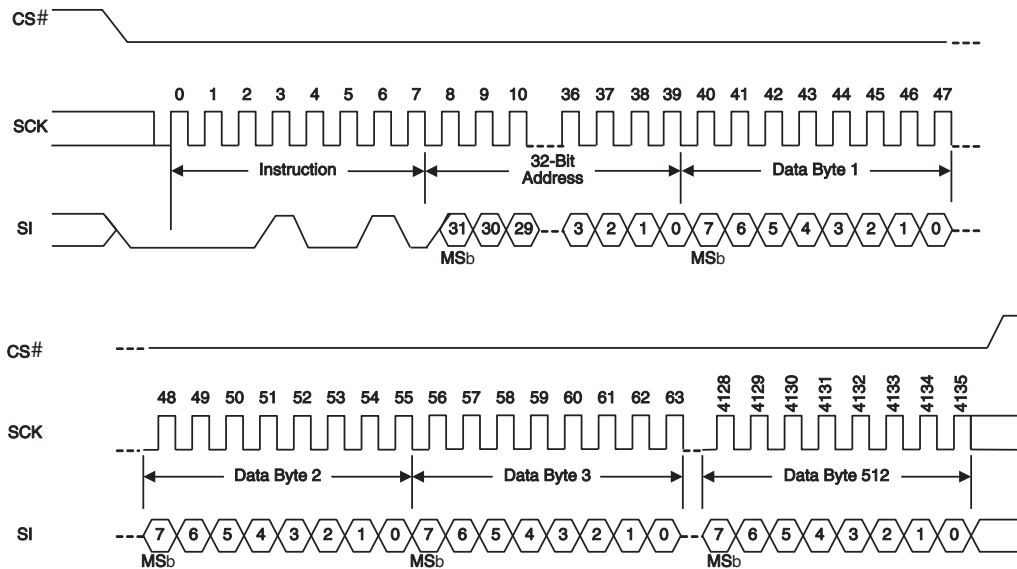 CS#
0 1 2 3 4 5 6 7 8 9 10 36 37 38 39 40 41 42 43 44 45 46 47
SCK
Instruction
32-Bit
Address
Data Byte 1
SI
31 30 29 3 2 1 0 7 6 5 4 3 2 1 0
MSb MSb
CS#
48 49 50 51 52 53 54 55 56 57 58 59 60 61 62 63 4128 4129 4130 4131 4132 4133 4134 4135
SCK
Data Byte 2 Data Byte 3 Data Byte 512
SI
7 6 5 4 3 2 1 0 7 6 5 4 3 2 1 0 7 6 5 4 3 2 1 0
MSb MSb MSb